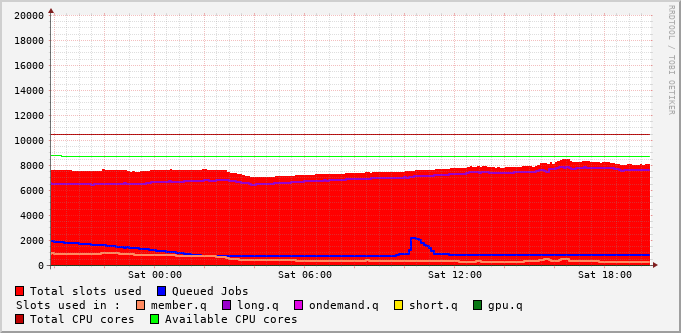 20000
18000
16000
14000
12000
10000
8000
6000
4000
2000
0
Sat 00:00 Sat 06:00 Sat 12:00 Sat 18:00
Total slots used Queued Jobs
Slots used in : member.q long.q ondemand.q short.q gpu.q
Total CPU cores Available CPU cores
RRDTOOL / TOBI OETIKER